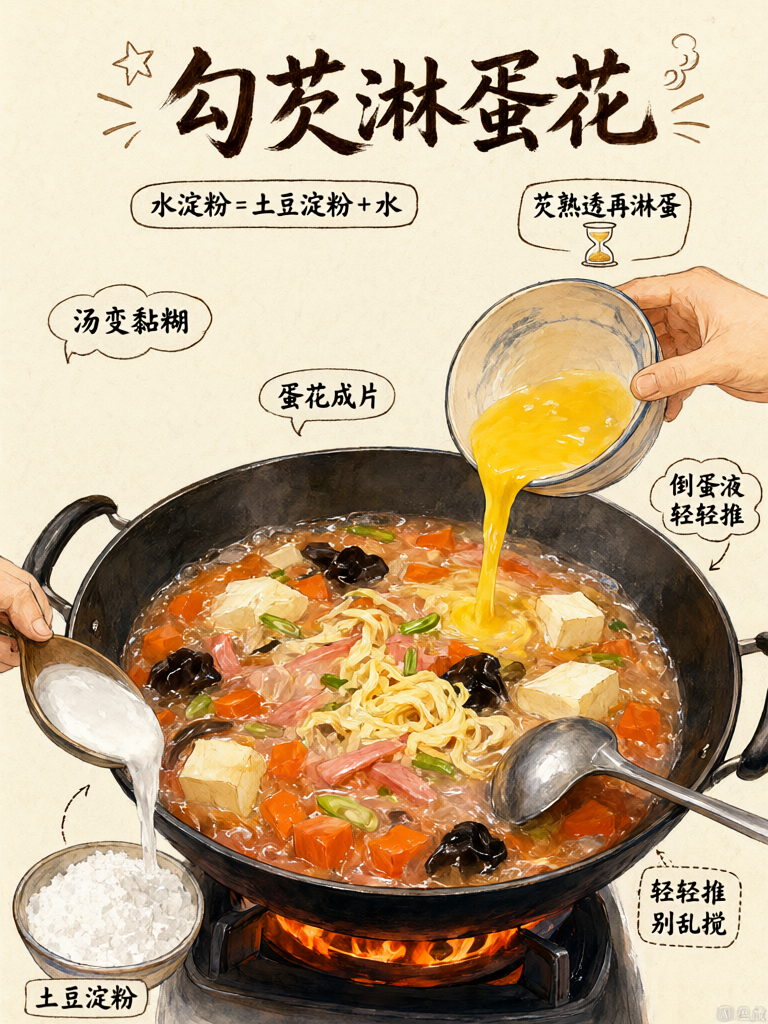 勾芡淋蛋花
水淀粉=土豆淀粉+水
芡熟透再淋蛋
汤变黏糊
蛋花成片
倒蛋液
轻轻推
轻轻推
别乱搅
土豆淀粉